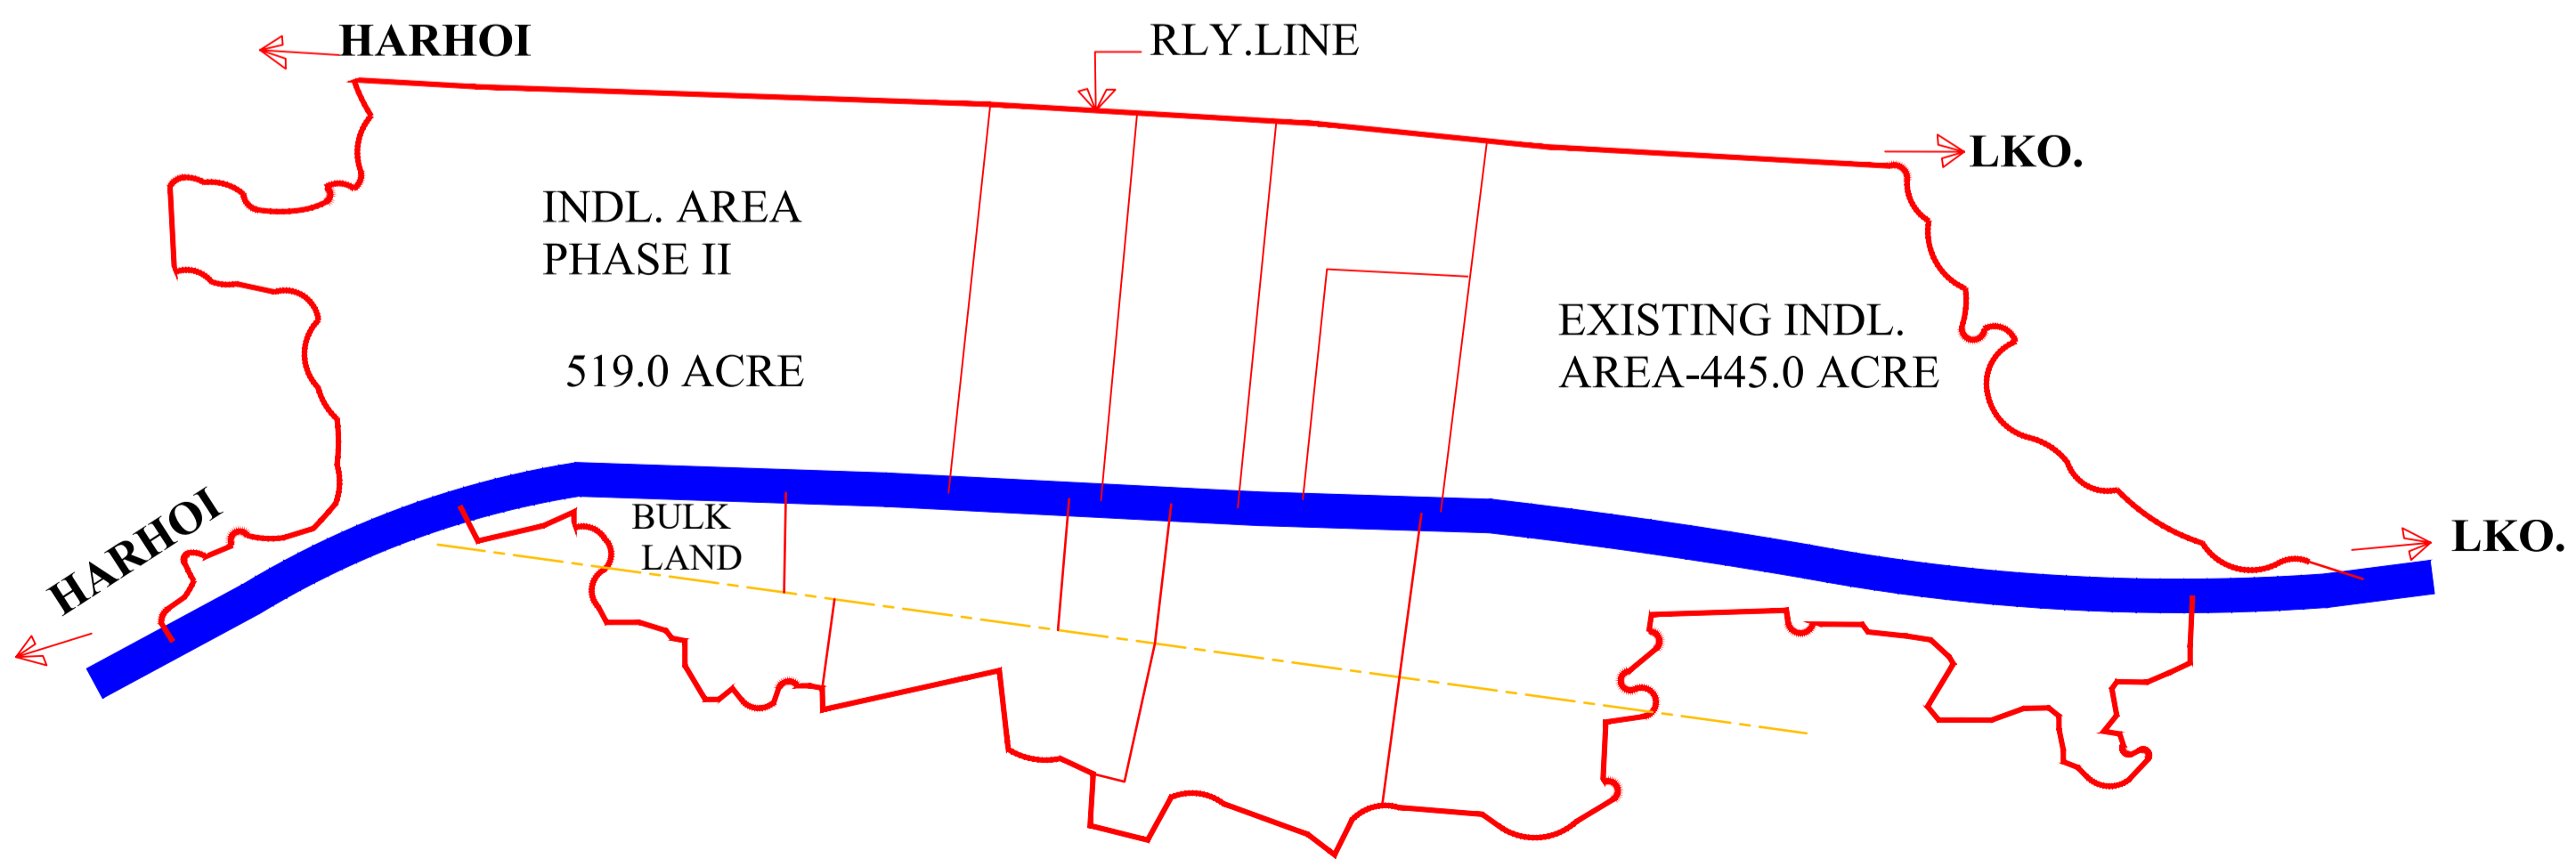 HARHOI
RLY.LINE
LKO.
INDL. AREA
PHASE II
519.0 ACRE
EXISTING INDL.
AREA-445.0 ACRE
HARHOI
BULK
LAND
LKO.